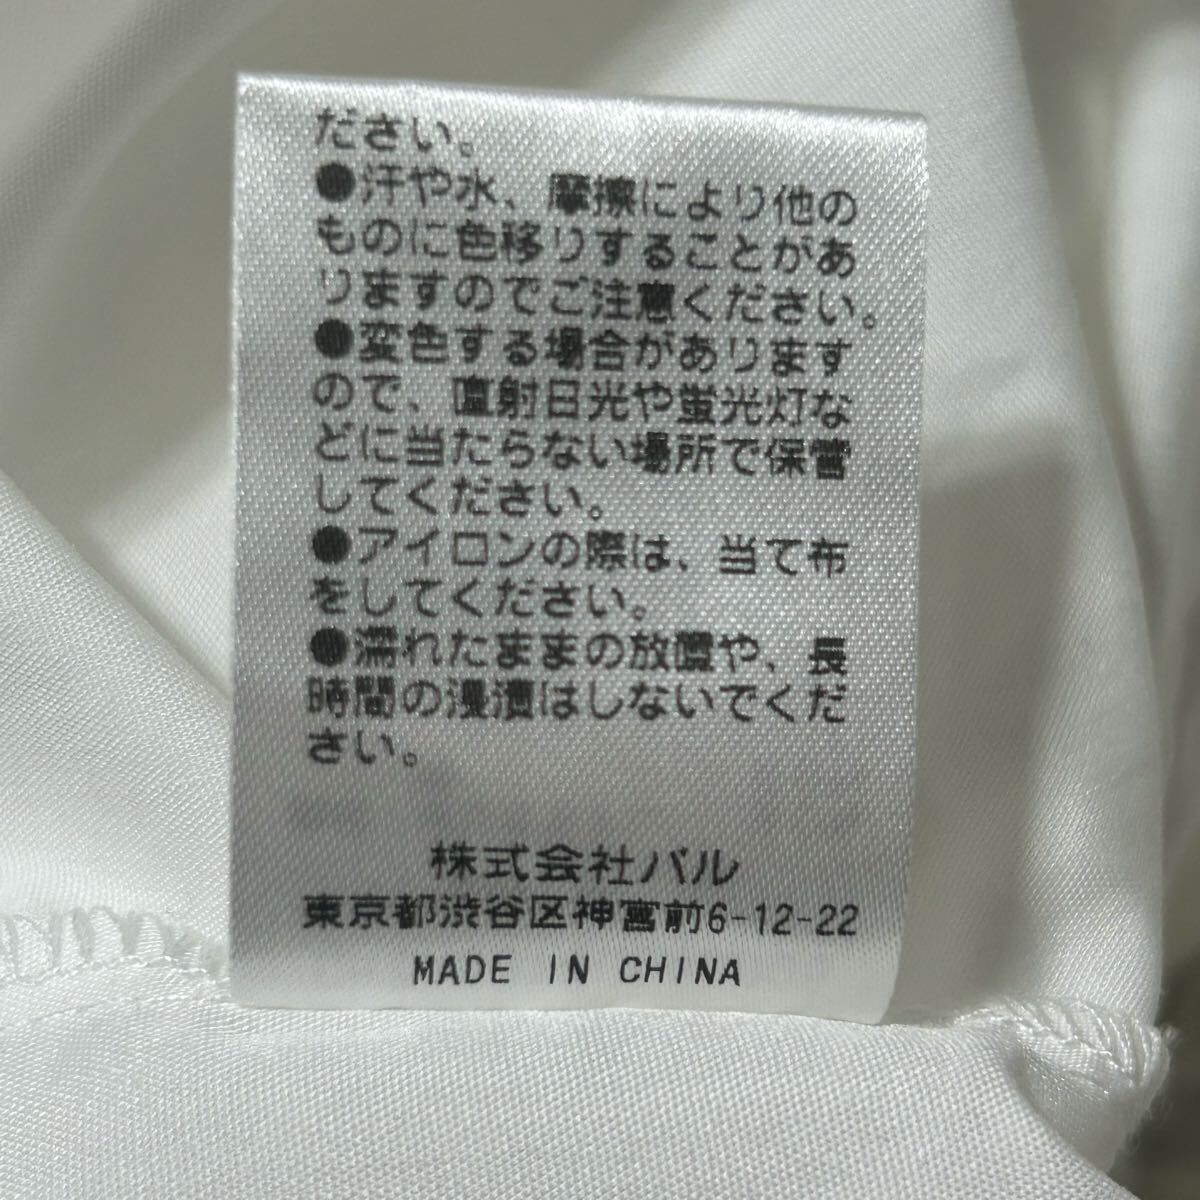 ださい。
●汗や水、摩擦により他の
ものに色移りすることがあ
りますのでご注意ください。
●変色する場合があります
ので、直射日光や蛍光灯な
どに当たらない場所で保管
してください。
●アイロンの際は、当て布
をしてください。
●濡れたままの放置や、長
時間の浸漬はしないでくだ
さい。
株式会社パル
東京都渋谷区神宮前6-12-22
MADE IN CHINA